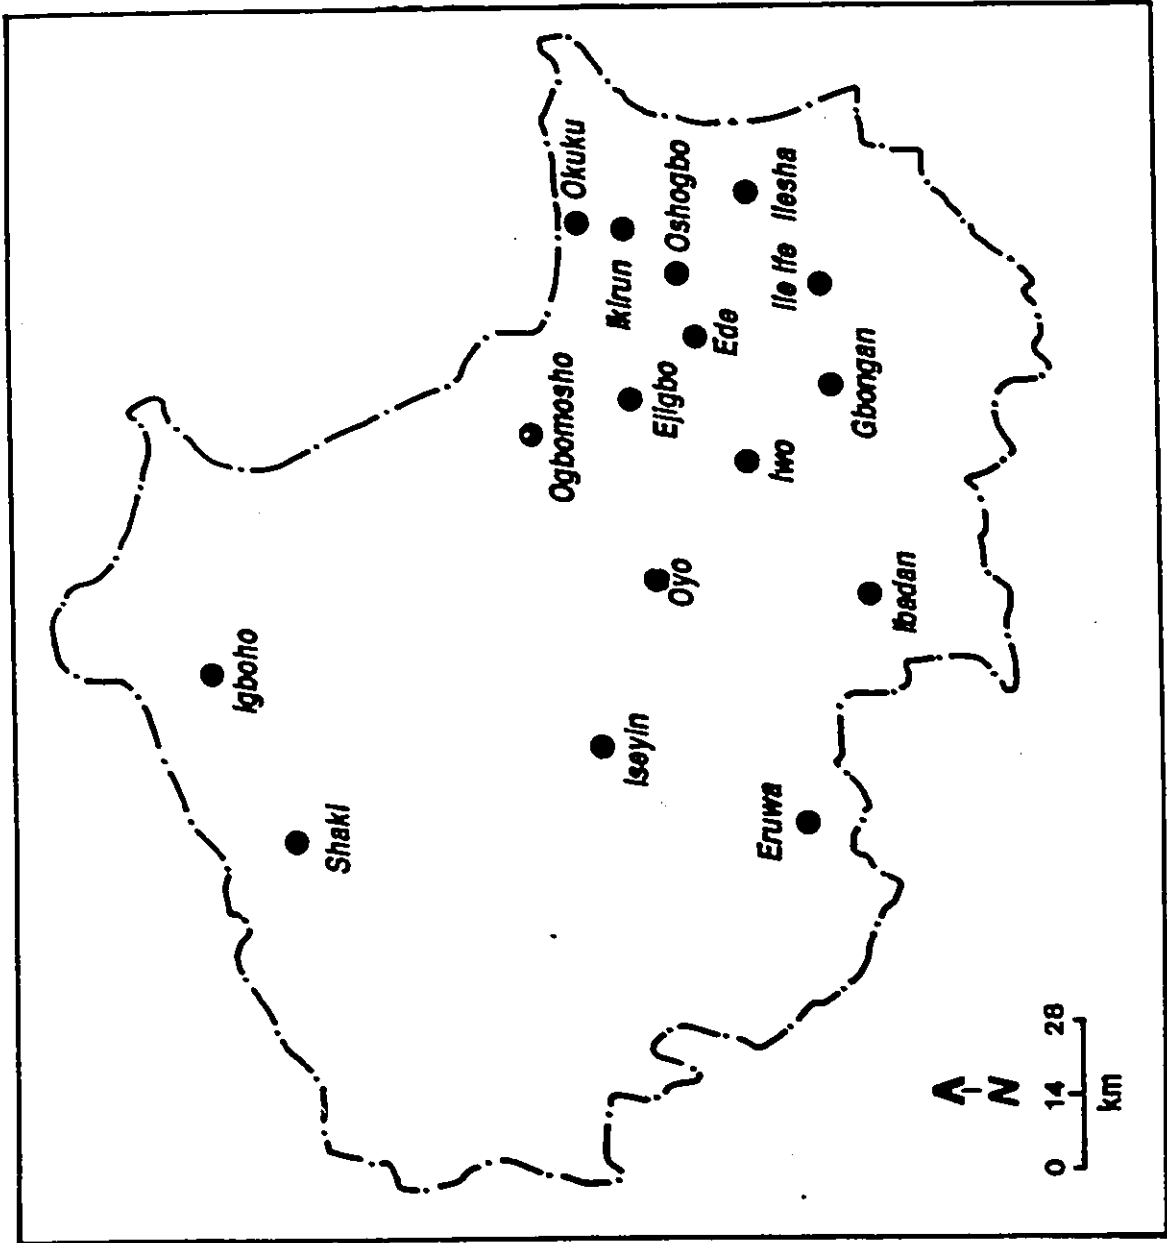 Igboho
Shaki
Ogbomosho
Okuku
Ikirun
Iseyin
Ejigbo
Oshogbo
Oyo
Ede
Eruwa
Iwo
Ile Ife
Ilesha
Gbongan
Ibadan
N
0 14 28
km